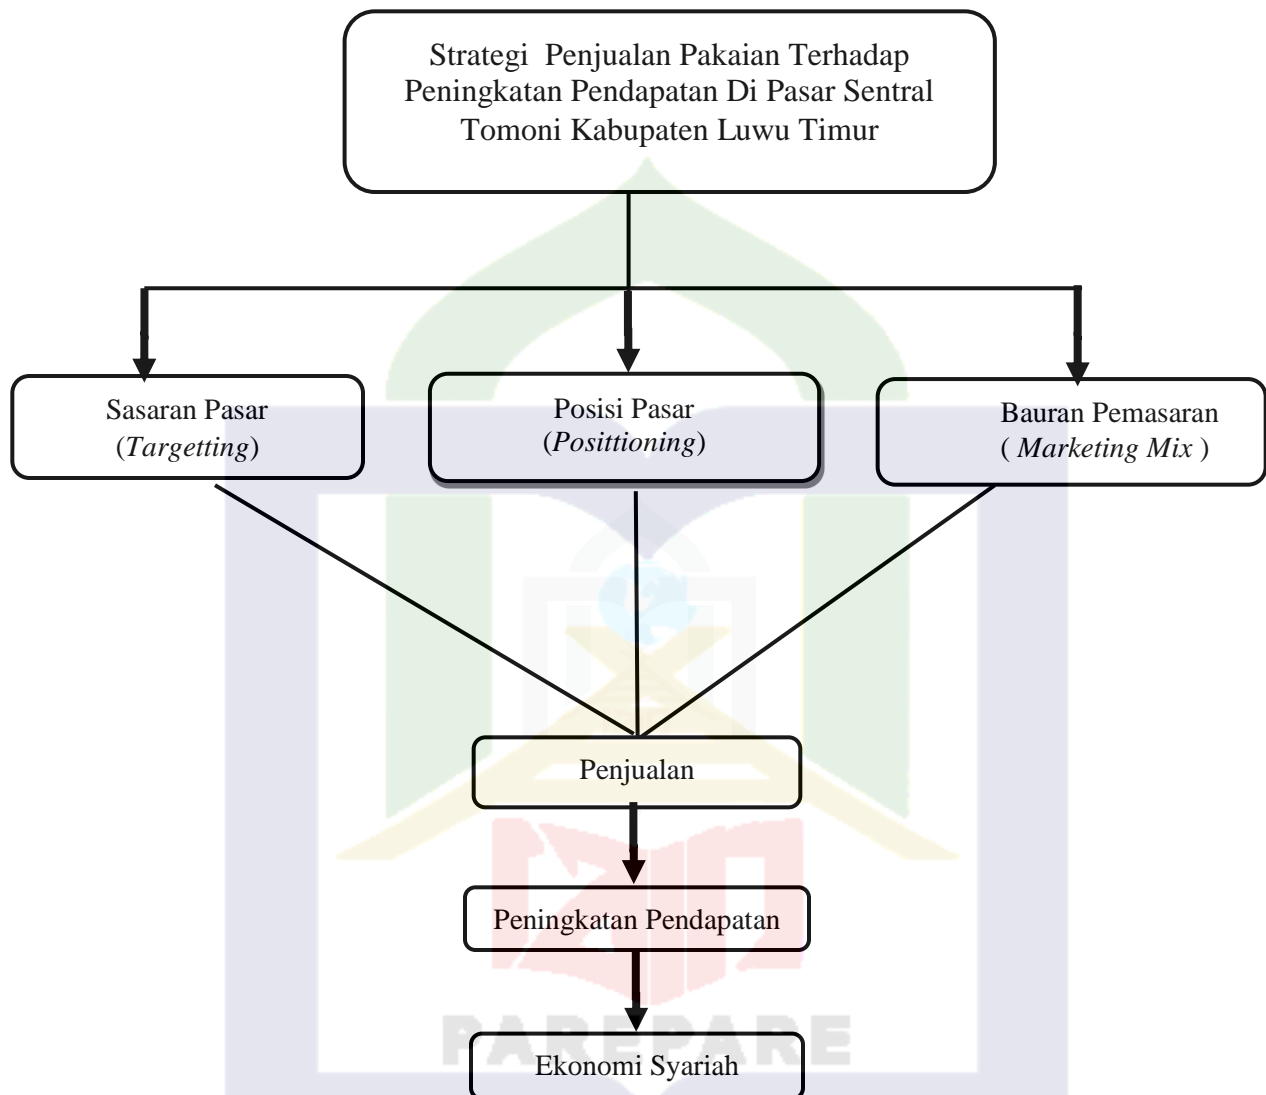 Strategi Penjualan Pakaian Terhadap
Peningkatan Pendapatan Di Pasar Sentral
Tomoni Kabupaten Luwu Timur
Sasaran Pasar
(Targetting)
Posisi Pasar
(Posittioning)
Bauran Pemasaran
( Marketing Mix )
Penjualan
Peningkatan Pendapatan
PAREPARE
Ekonomi Syariah